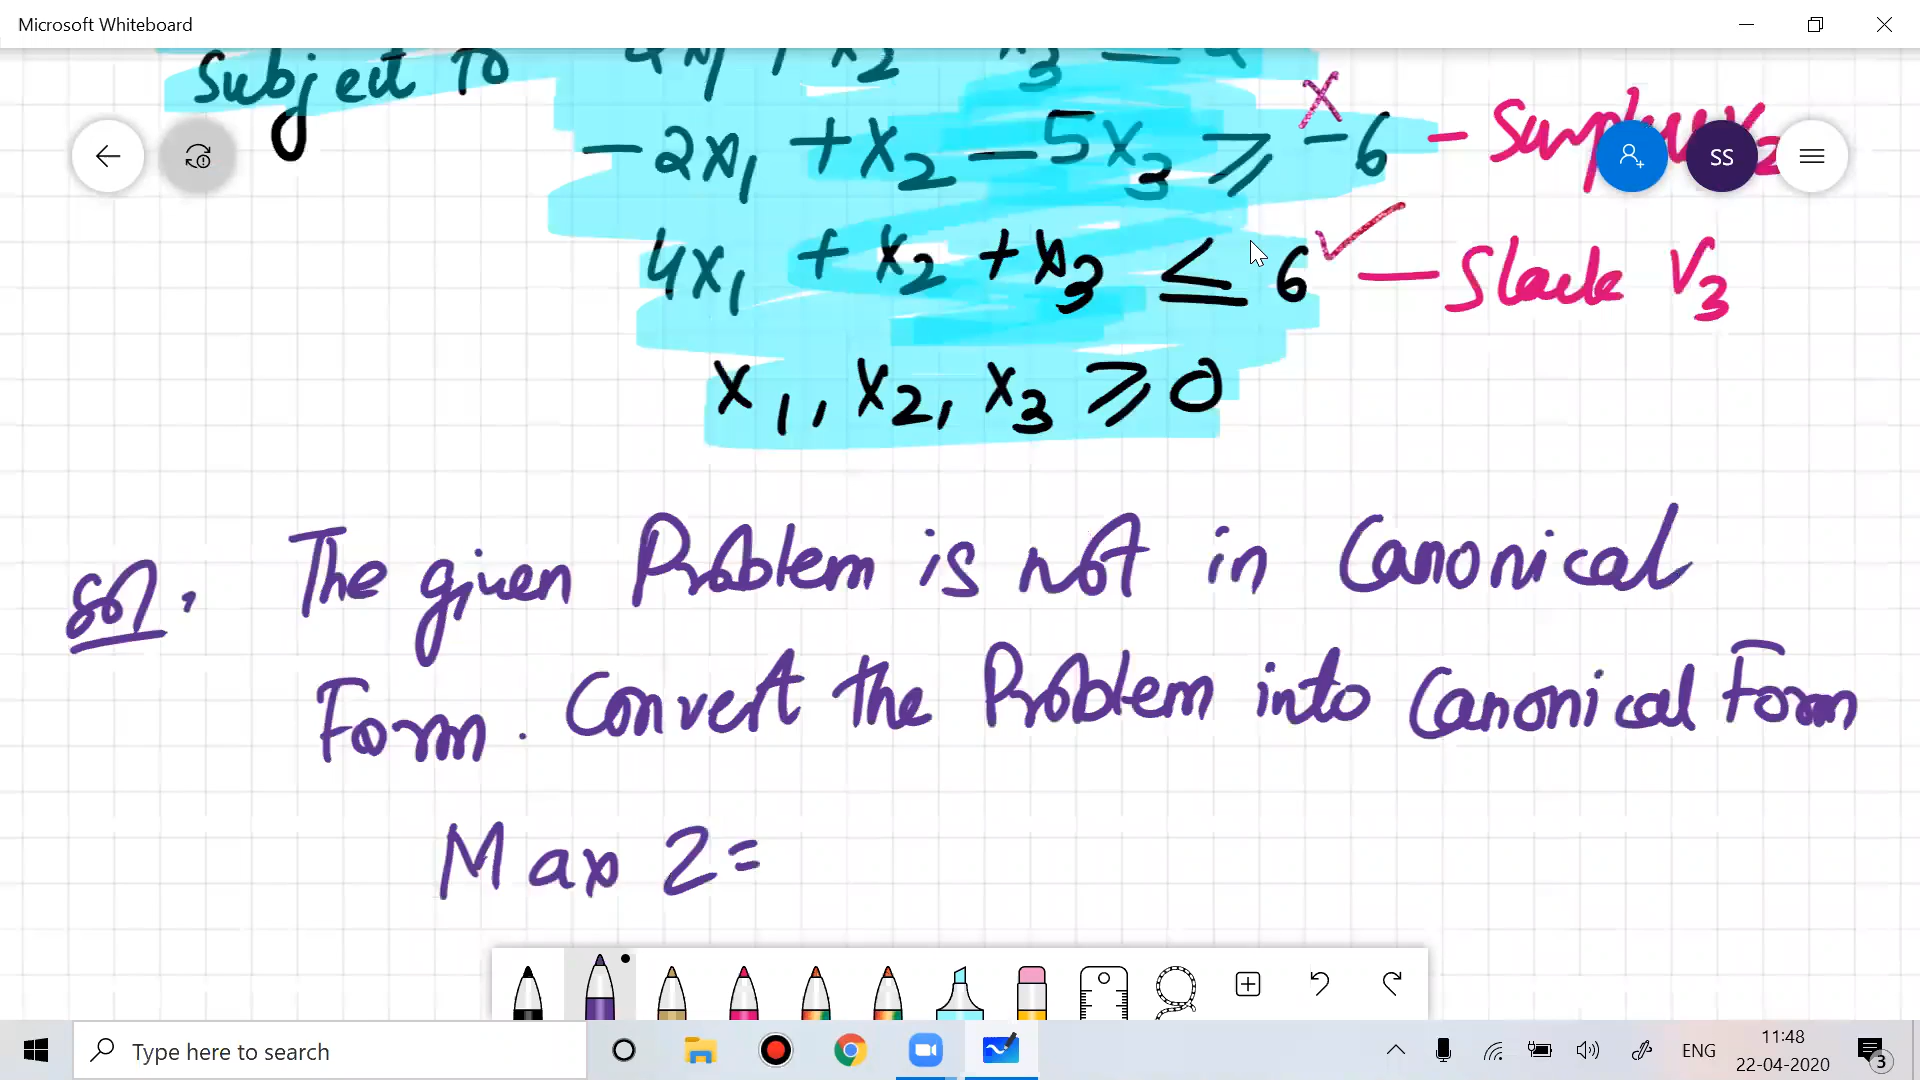 Microsoft Whiteboard
Subject To
-2x₁ + x₂ - 5x₃ ⩾ -6 -
SS
4x₁ + x₂ + x₃ ≤ 6 ✓ — Slack V₃
x₁, x₂, x₃ ⩾ 0
Sol. The given Problem is not in Canonical
Form. Convert the Problem into Canonical Form
Max Z =
Type here to search
ENG
11:48
22-04-2020
3